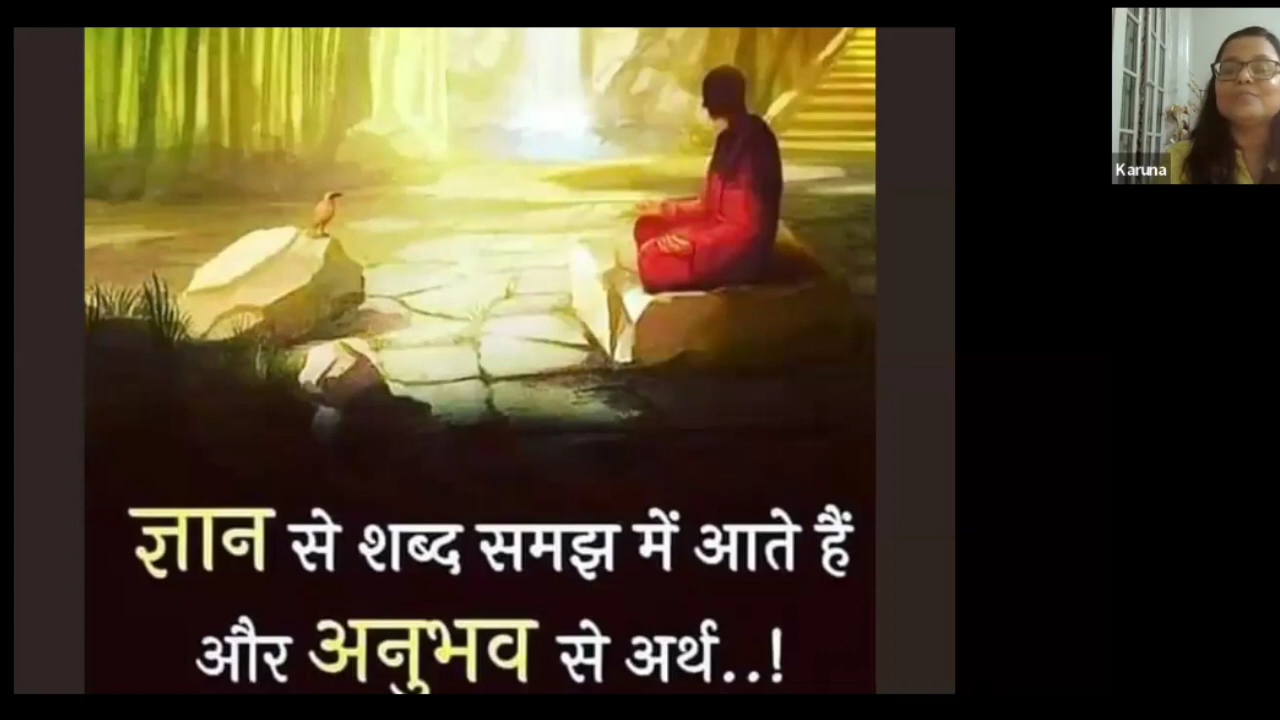 Karuna
ज्ञान से शब्द समझ में आते हैं
और अनुभव से अर्थ..!